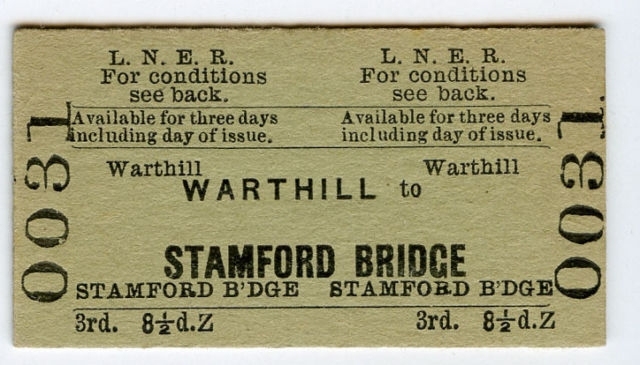 L. N. E. R. L. N. E. R.
For conditions For conditions
see back. see back.
Available for three days Available for three days
including day of issue. including day of issue.
Warthill Warthill
WARTHILL to
STAMFORD BRIDGE
STAMFORD B'DGE STAMFORD B'DGE
3rd. 8½d.Z 3rd. 8½d.Z
0031
0031